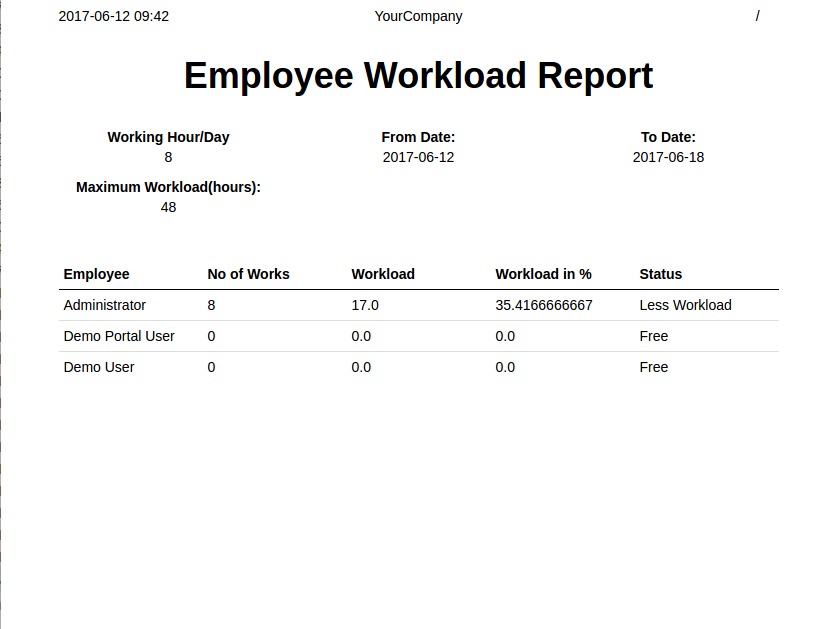 2017-06-12 09:42 YourCompany /
Employee Workload Report
Working Hour/Day From Date: To Date:
8 2017-06-12 2017-06-18
Maximum Workload(hours):
48
Employee No of Works Workload Workload in % Status
Administrator 8 17.0 35.4166666667 Less Workload
Demo Portal User 0 0.0 0.0 Free
Demo User 0 0.0 0.0 Free